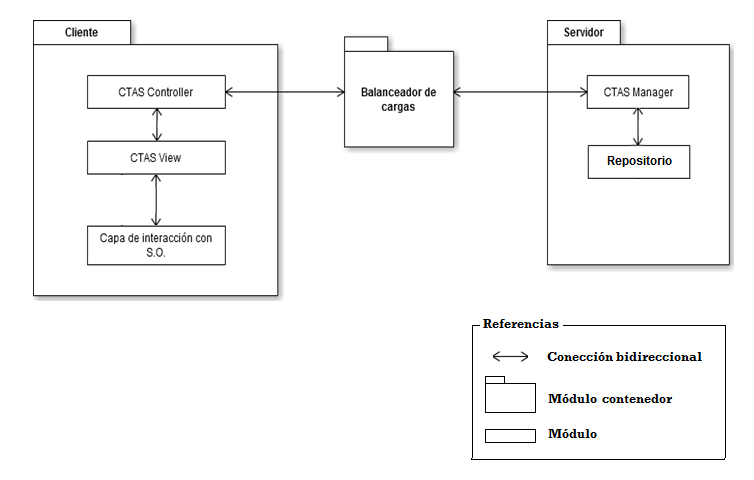 Cliente
CTAS Controller
CTAS View
Capa de interacción con
S.O.
Balanceador de
cargas
Servidor
CTAS Manager
Repositorio
Referencias
Conección bidireccional
Módulo contenedor
Módulo